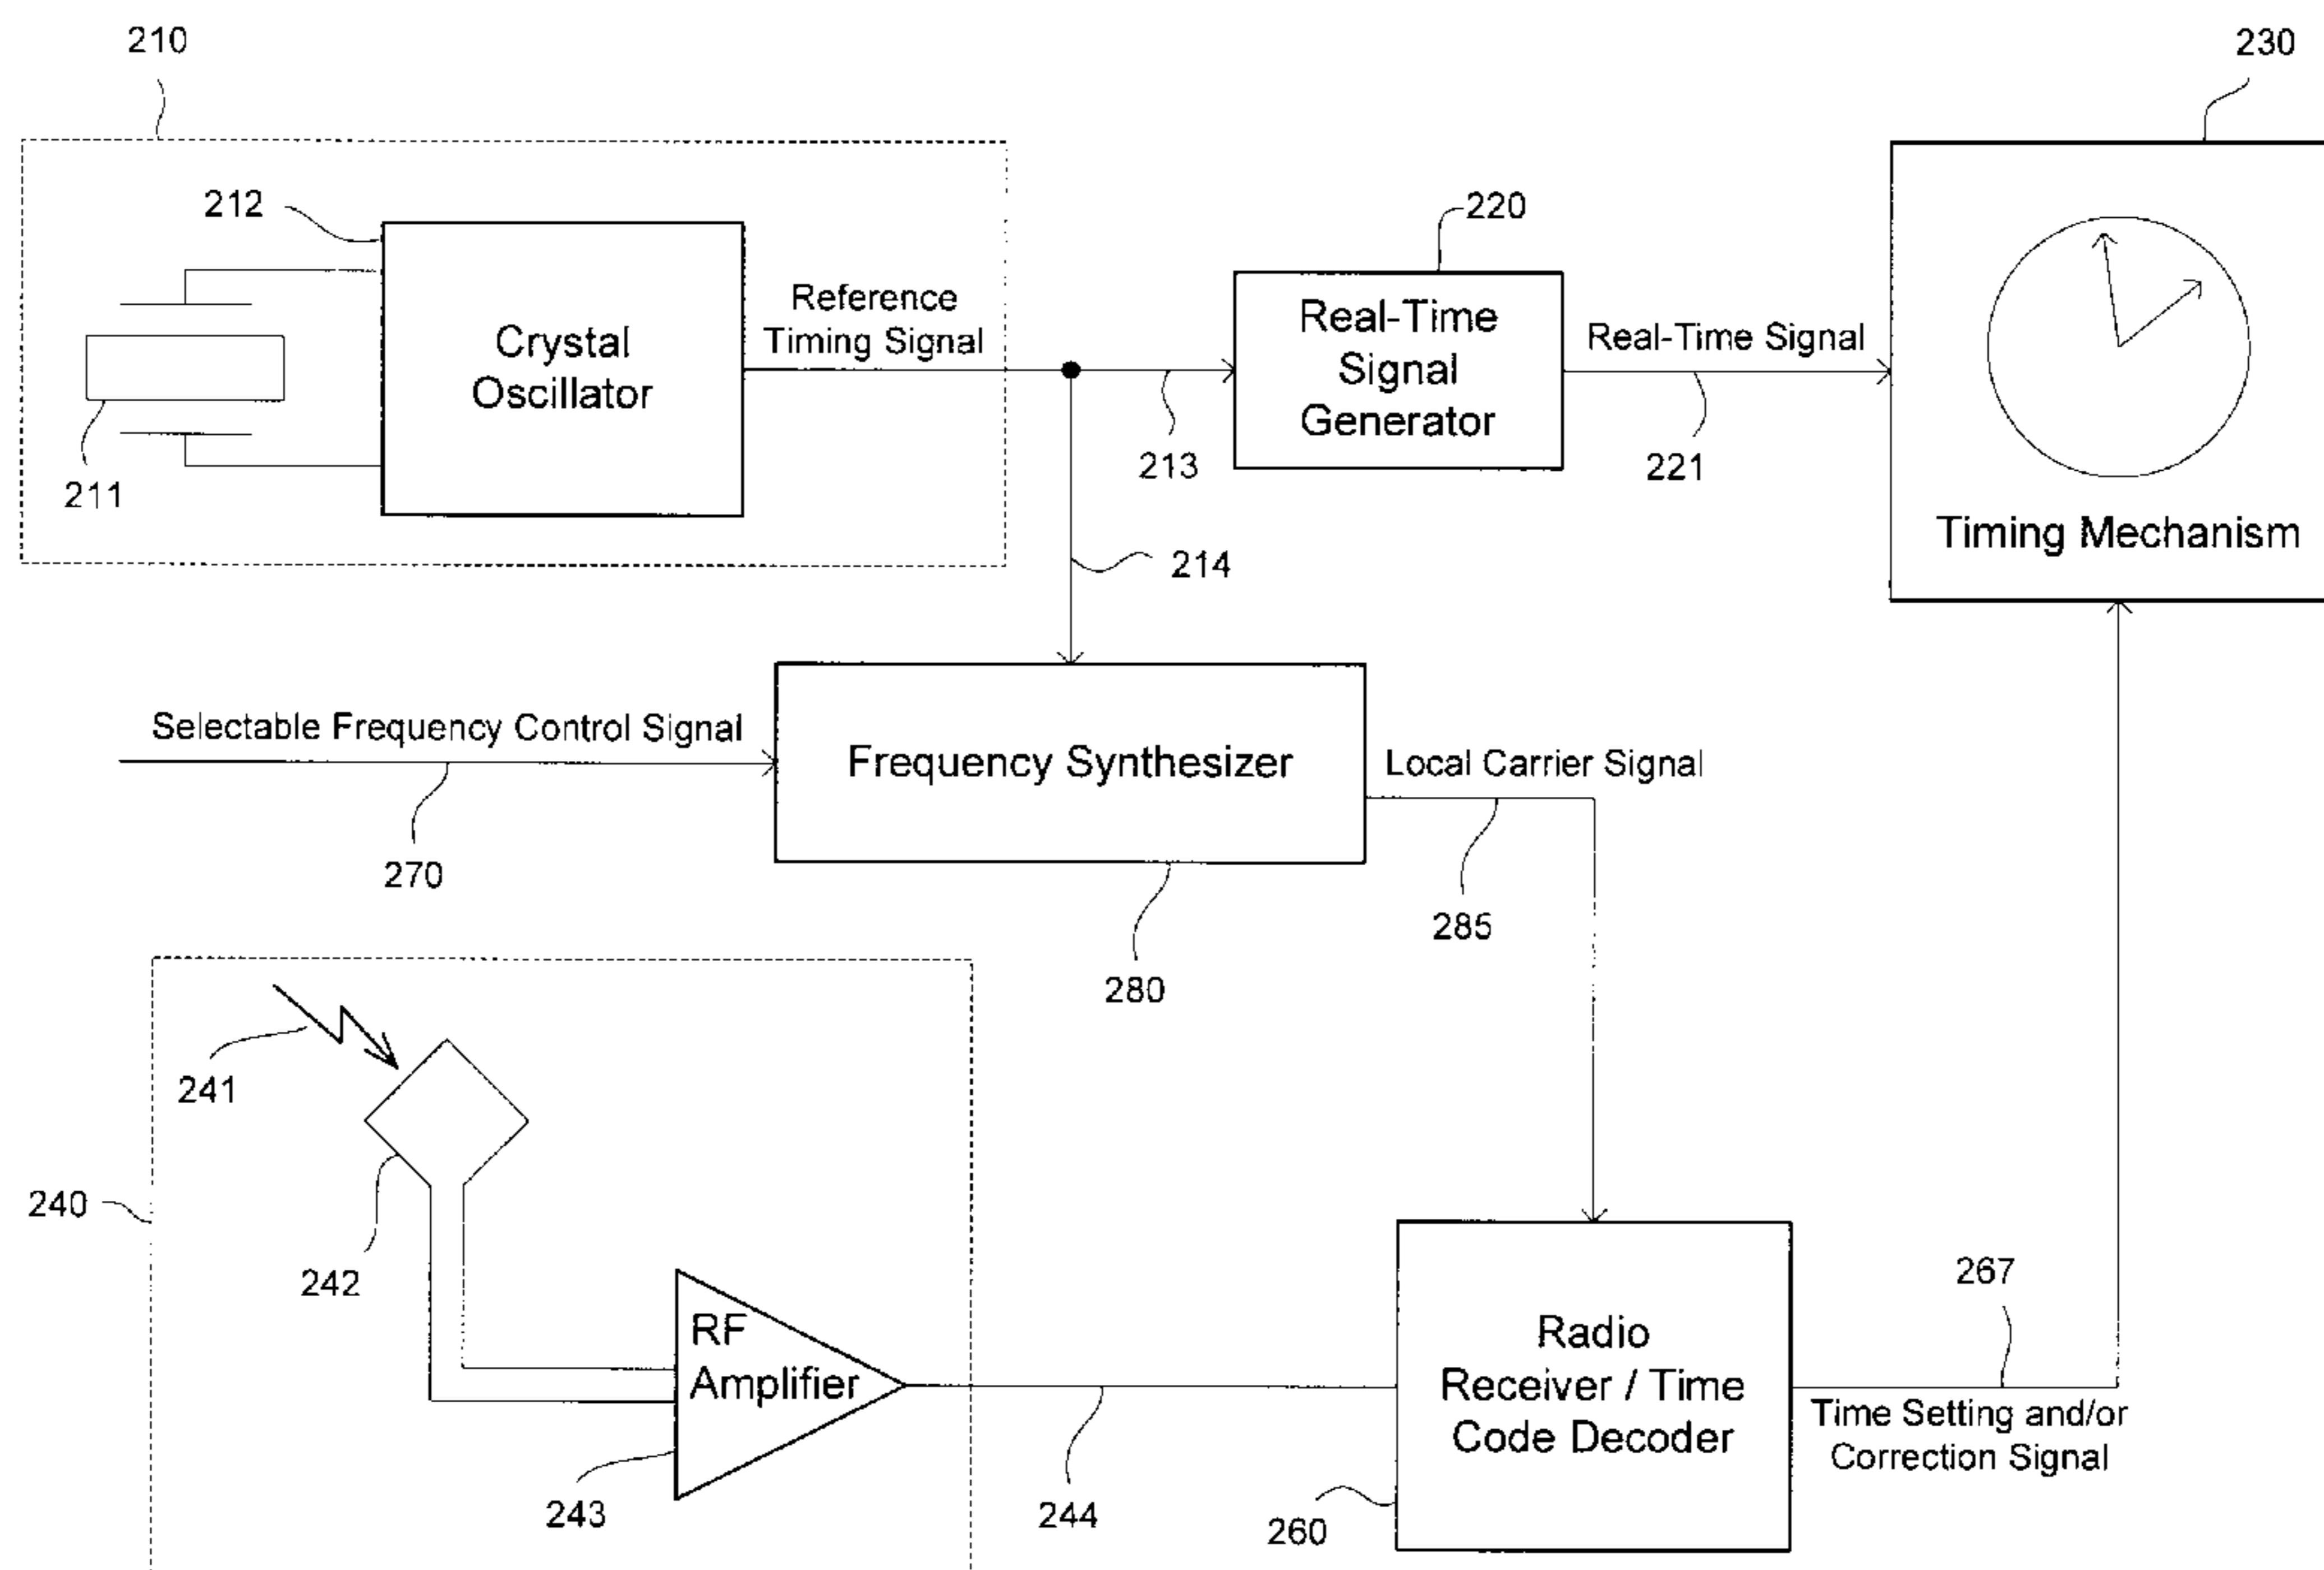 210
230
212
220
Reference
Timing Signal
Crystal
Oscillator
Real-Time
Signal
Generator
Real-Time Signal
211
213
221
Timing Mechanism
214
Selectable Frequency Control Signal
Frequency Synthesizer
Local Carrier Signal
270
285
280
241
240
242
267
RF
Amplifier
Radio
Receiver / Time
Code Decoder
Time Setting and/or
Correction Signal
243
244
260